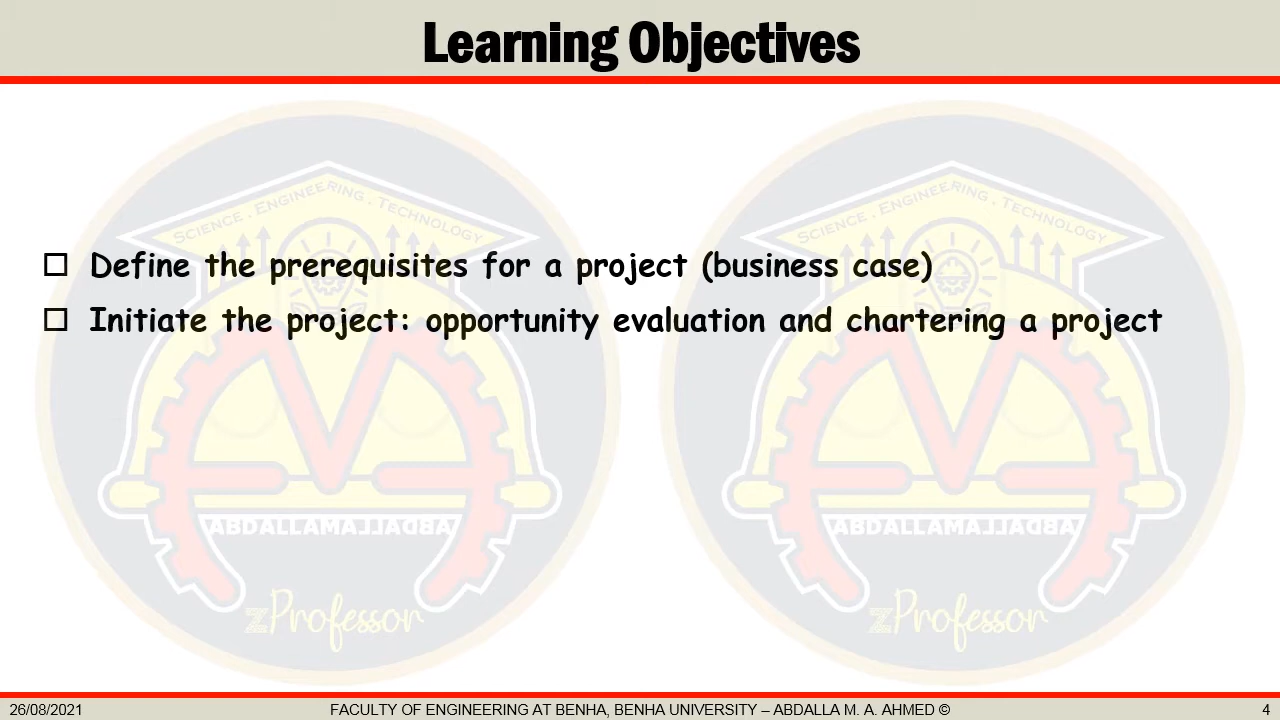 Learning Objectives
SCIENCE . ENGINEERING . TECHNOLOGY
SCIENCE . ENGINEERING . TECHNOLOGY
□ Define the prerequisites for a project (business case)
□ Initiate the project: opportunity evaluation and chartering a project
zProfessor
zProfessor
26/08/2021
FACULTY OF ENGINEERING AT BENHA, BENHA UNIVERSITY – ABDALLA M. A. AHMED ©
4